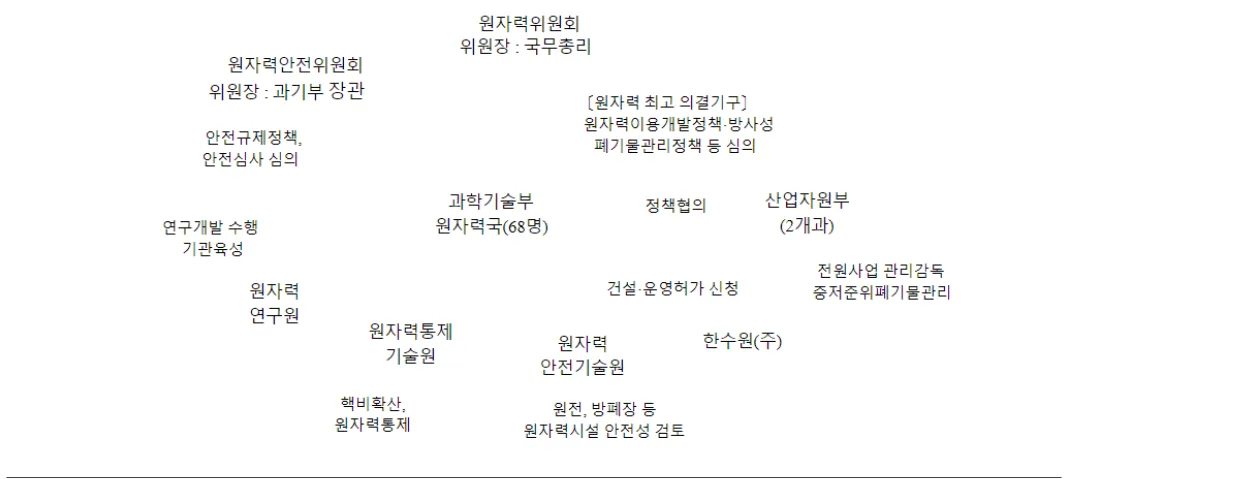 원자력위원회
위원장 : 국무총리
원자력안전위원회
위원장 : 과기부 장관
〔원자력 최고 의결기구〕
원자력이용개발정책·방사성
폐기물관리정책 등 심의
안전규제정책,
안전심사 심의
과학기술부
원자력국(68명)
정책협의
산업자원부
(2개과)
연구개발 수행
기관육성
전원사업 관리감독
중저준위폐기물관리
건설·운영허가 신청
원자력
연구원
원자력통제
기술원
원자력
안전기술원
한수원(주)
핵비확산,
원자력통제
원전, 방폐장 등
원자력시설 안전성 검토